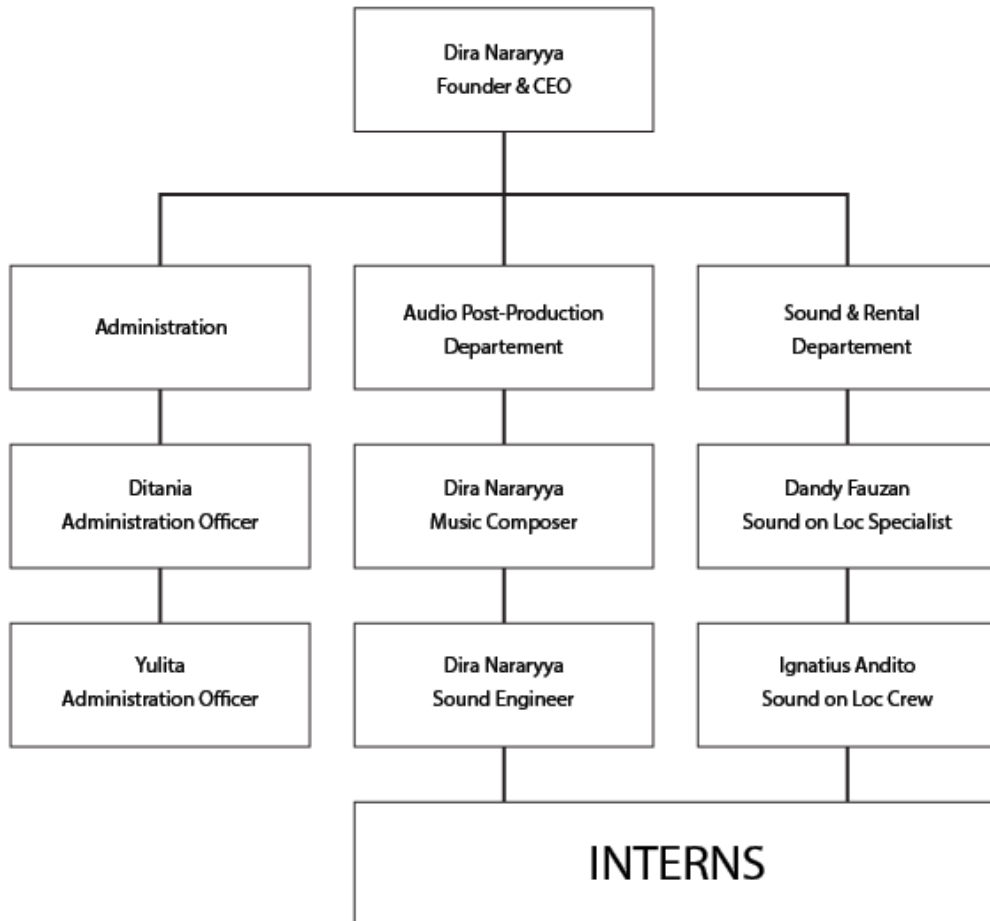 Dira Nararyya
Founder & CEO
Administration
Audio Post-Production
Departement
Sound & Rental
Departement
Ditania
Administration Officer
Dira Nararyya
Music Composer
Dandy Fauzan
Sound on Loc Specialist
Yulita
Administration Officer
Dira Nararyya
Sound Engineer
Ignatius Andito
Sound on Loc Crew
INTERNS